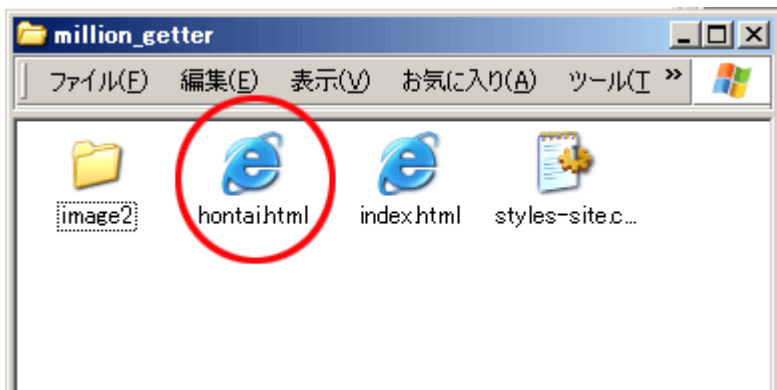 million_getter
ファイル(F) 編集(E) 表示(V) お気に入り(A) ツール(T »
image2 hontai.html index.html styles-site.c...